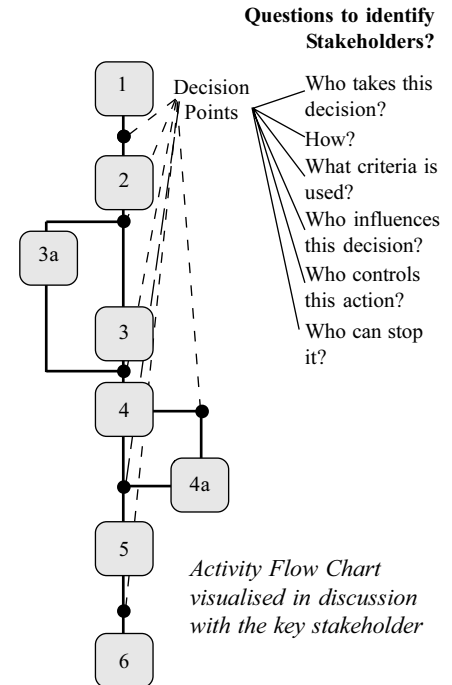 Questions to identify
Stakeholders?
1
Decision
Points
Who takes this
decision?
How?
What criteria is
used?
Who influences
this decision?
Who controls
this action?
Who can stop
it?
2
3a
3
4
4a
5
Activity Flow Chart
visualised in discussion
with the key stakeholder
6